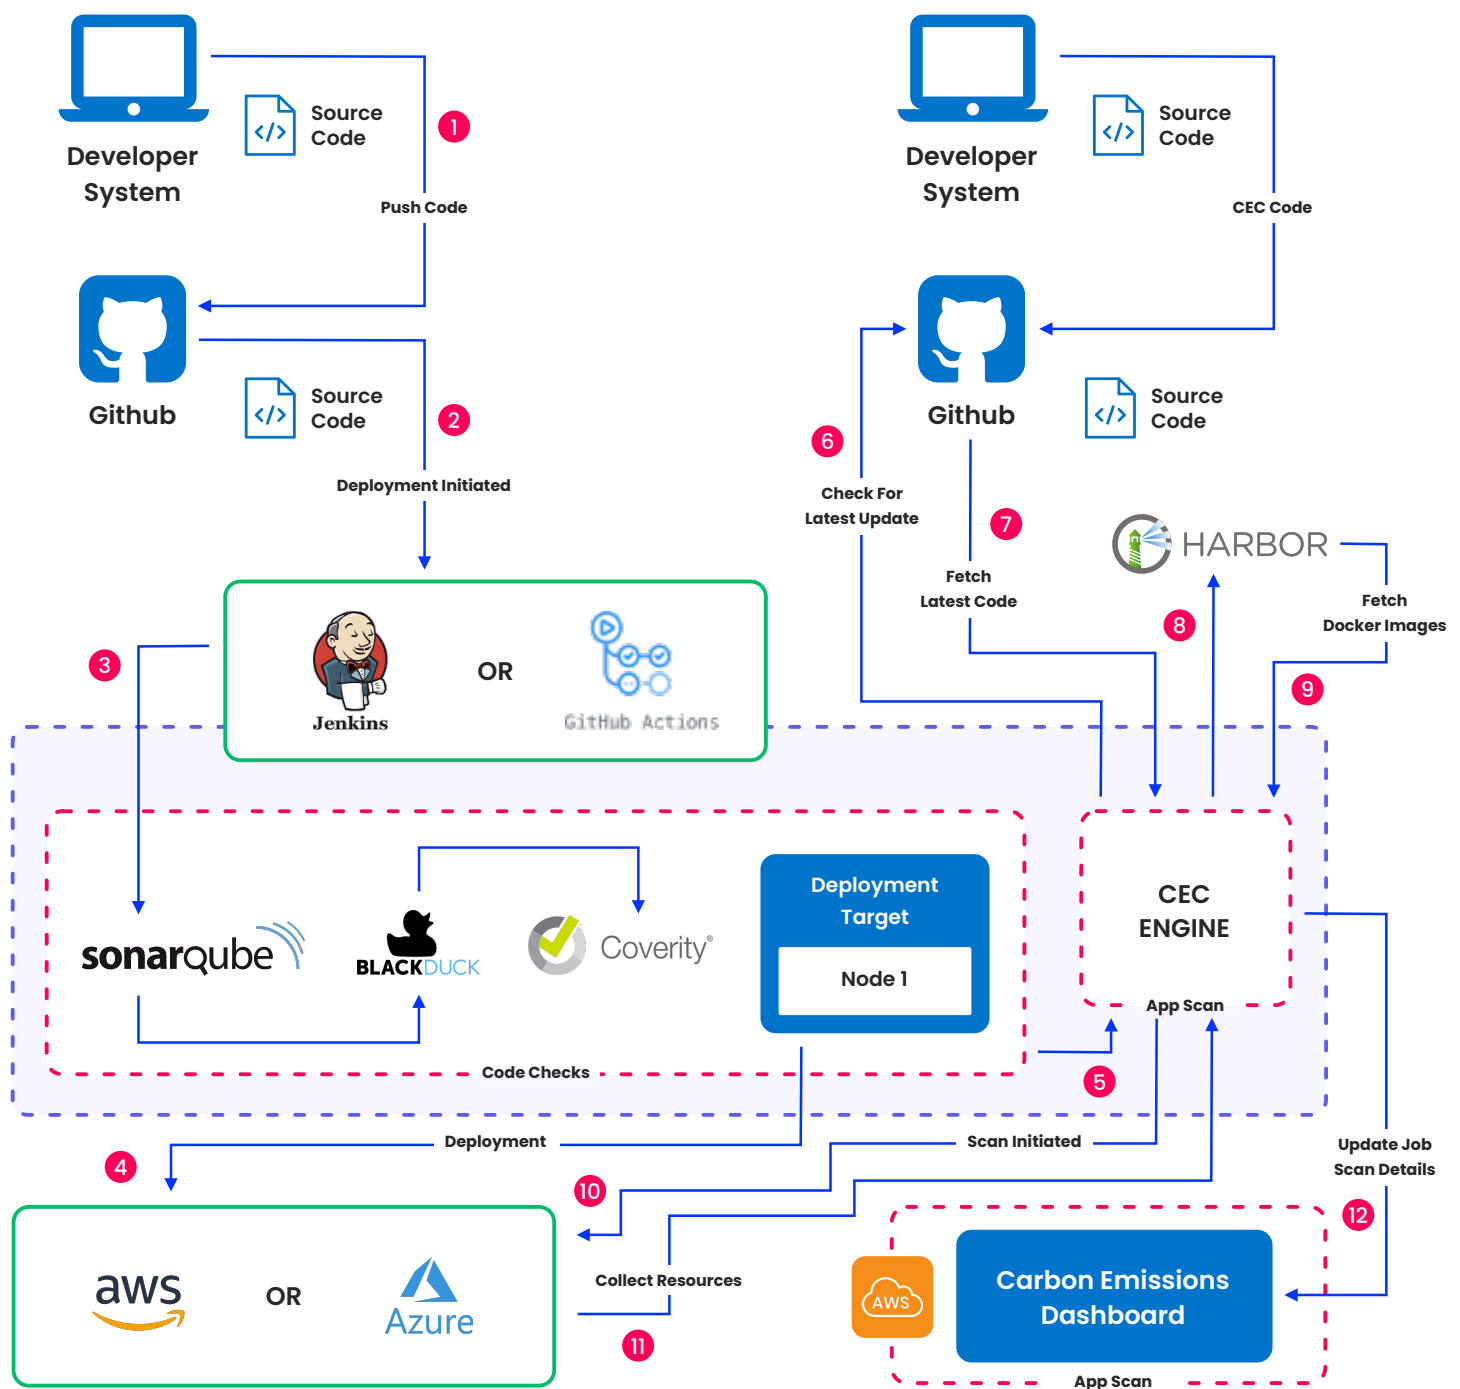 Developer
System
</>
Source
Code
1
Push Code
Github
</>
Source
Code
2
Deployment Initiated
Developer
System
</>
Source
Code
CEC Code
Github
</>
Source
Code
6
Check For
Latest Update
7
Fetch
Latest Code
HARBOR
8
Fetch
Docker Images
9
3
Jenkins
OR
GitHub Actions
sonarqube
BLACKDUCK
Coverity®
Deployment
Target
Node 1
Code Checks
CEC
ENGINE
App Scan
5
Deployment
4
Scan Initiated
10
Update Job
Scan Details
12
aws
OR
Azure
Collect Resources
11
AWS
Carbon Emissions
Dashboard
App Scan